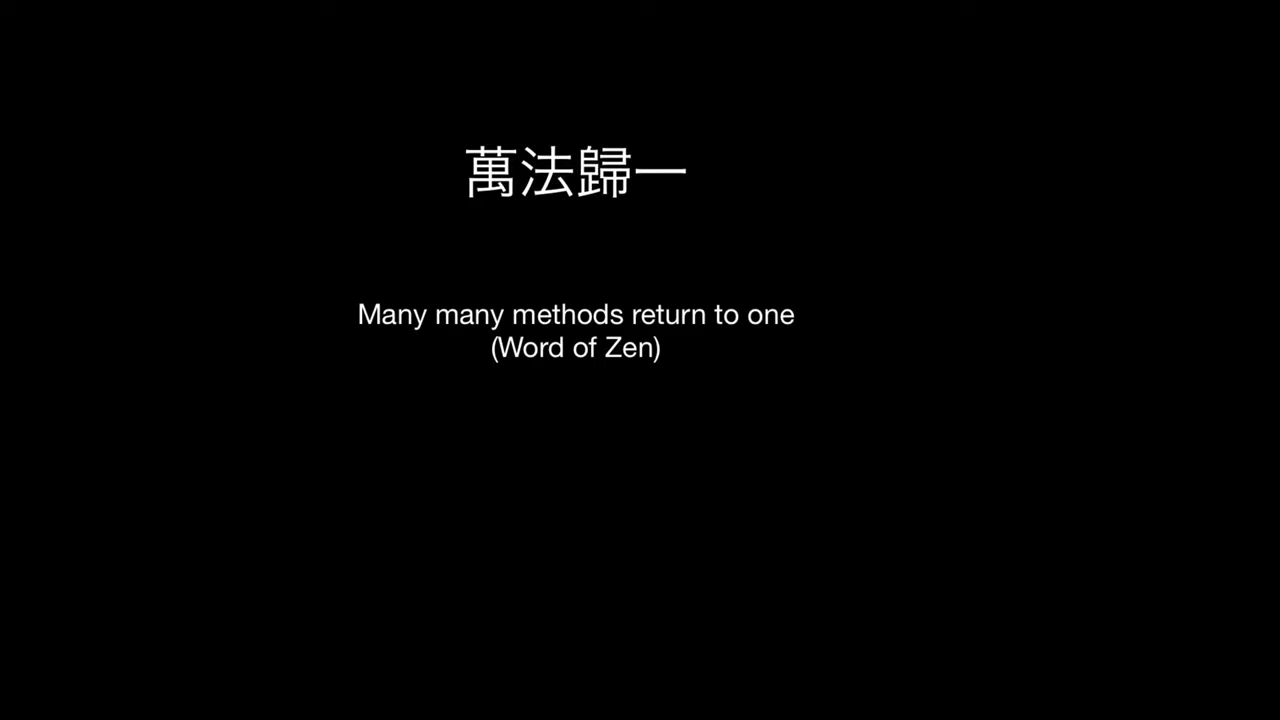 萬法歸一
Many many methods return to one
(Word of Zen)